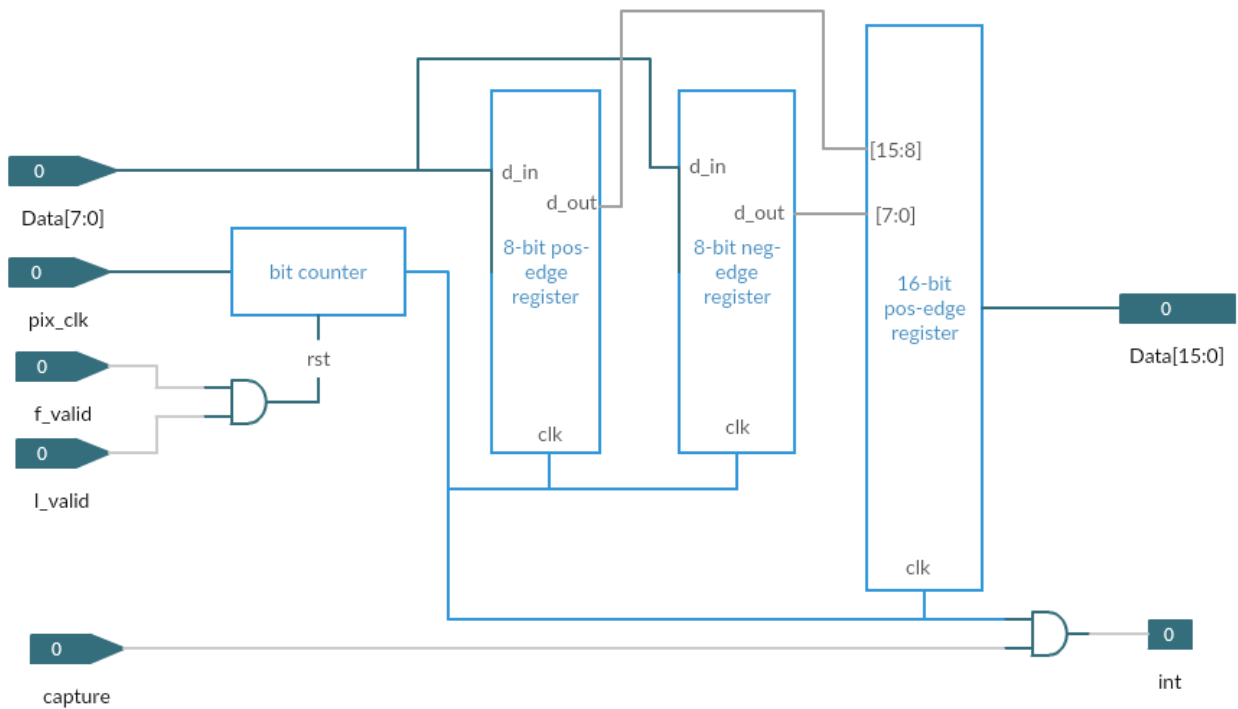 0
Data[7:0]
0
pix_clk
0
f_valid
0
l_valid
0
capture
bit counter
rst
d_in
d_out
8-bit pos-
edge
register
clk
d_in
d_out
8-bit neg-
edge
register
clk
[15:8]
[7:0]
16-bit
pos-edge
register
clk
0
Data[15:0]
0
int